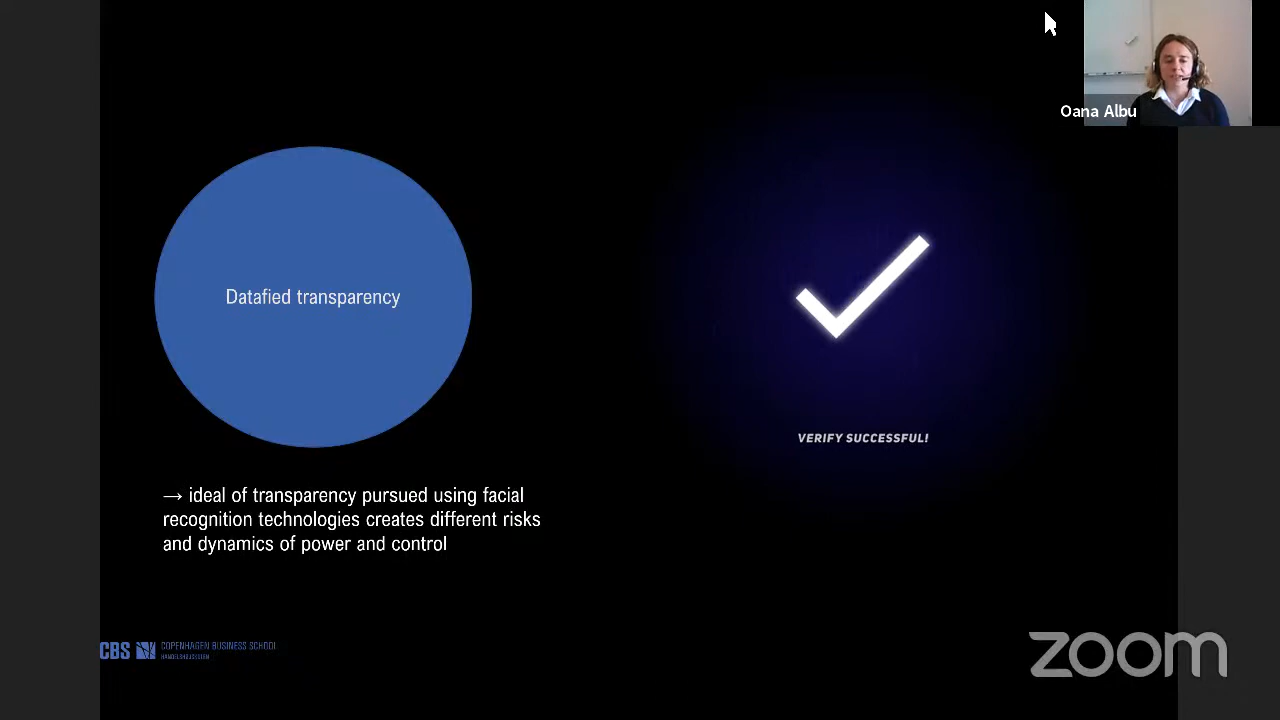 Oana Albu
Datafied transparency
VERIFY SUCCESSFUL!
→ ideal of transparency pursued using facial
recognition technologies creates different risks
and dynamics of power and control
CBS COPENHAGEN BUSINESS SCHOOL
HANDELSHØJSKOLEN
zoom